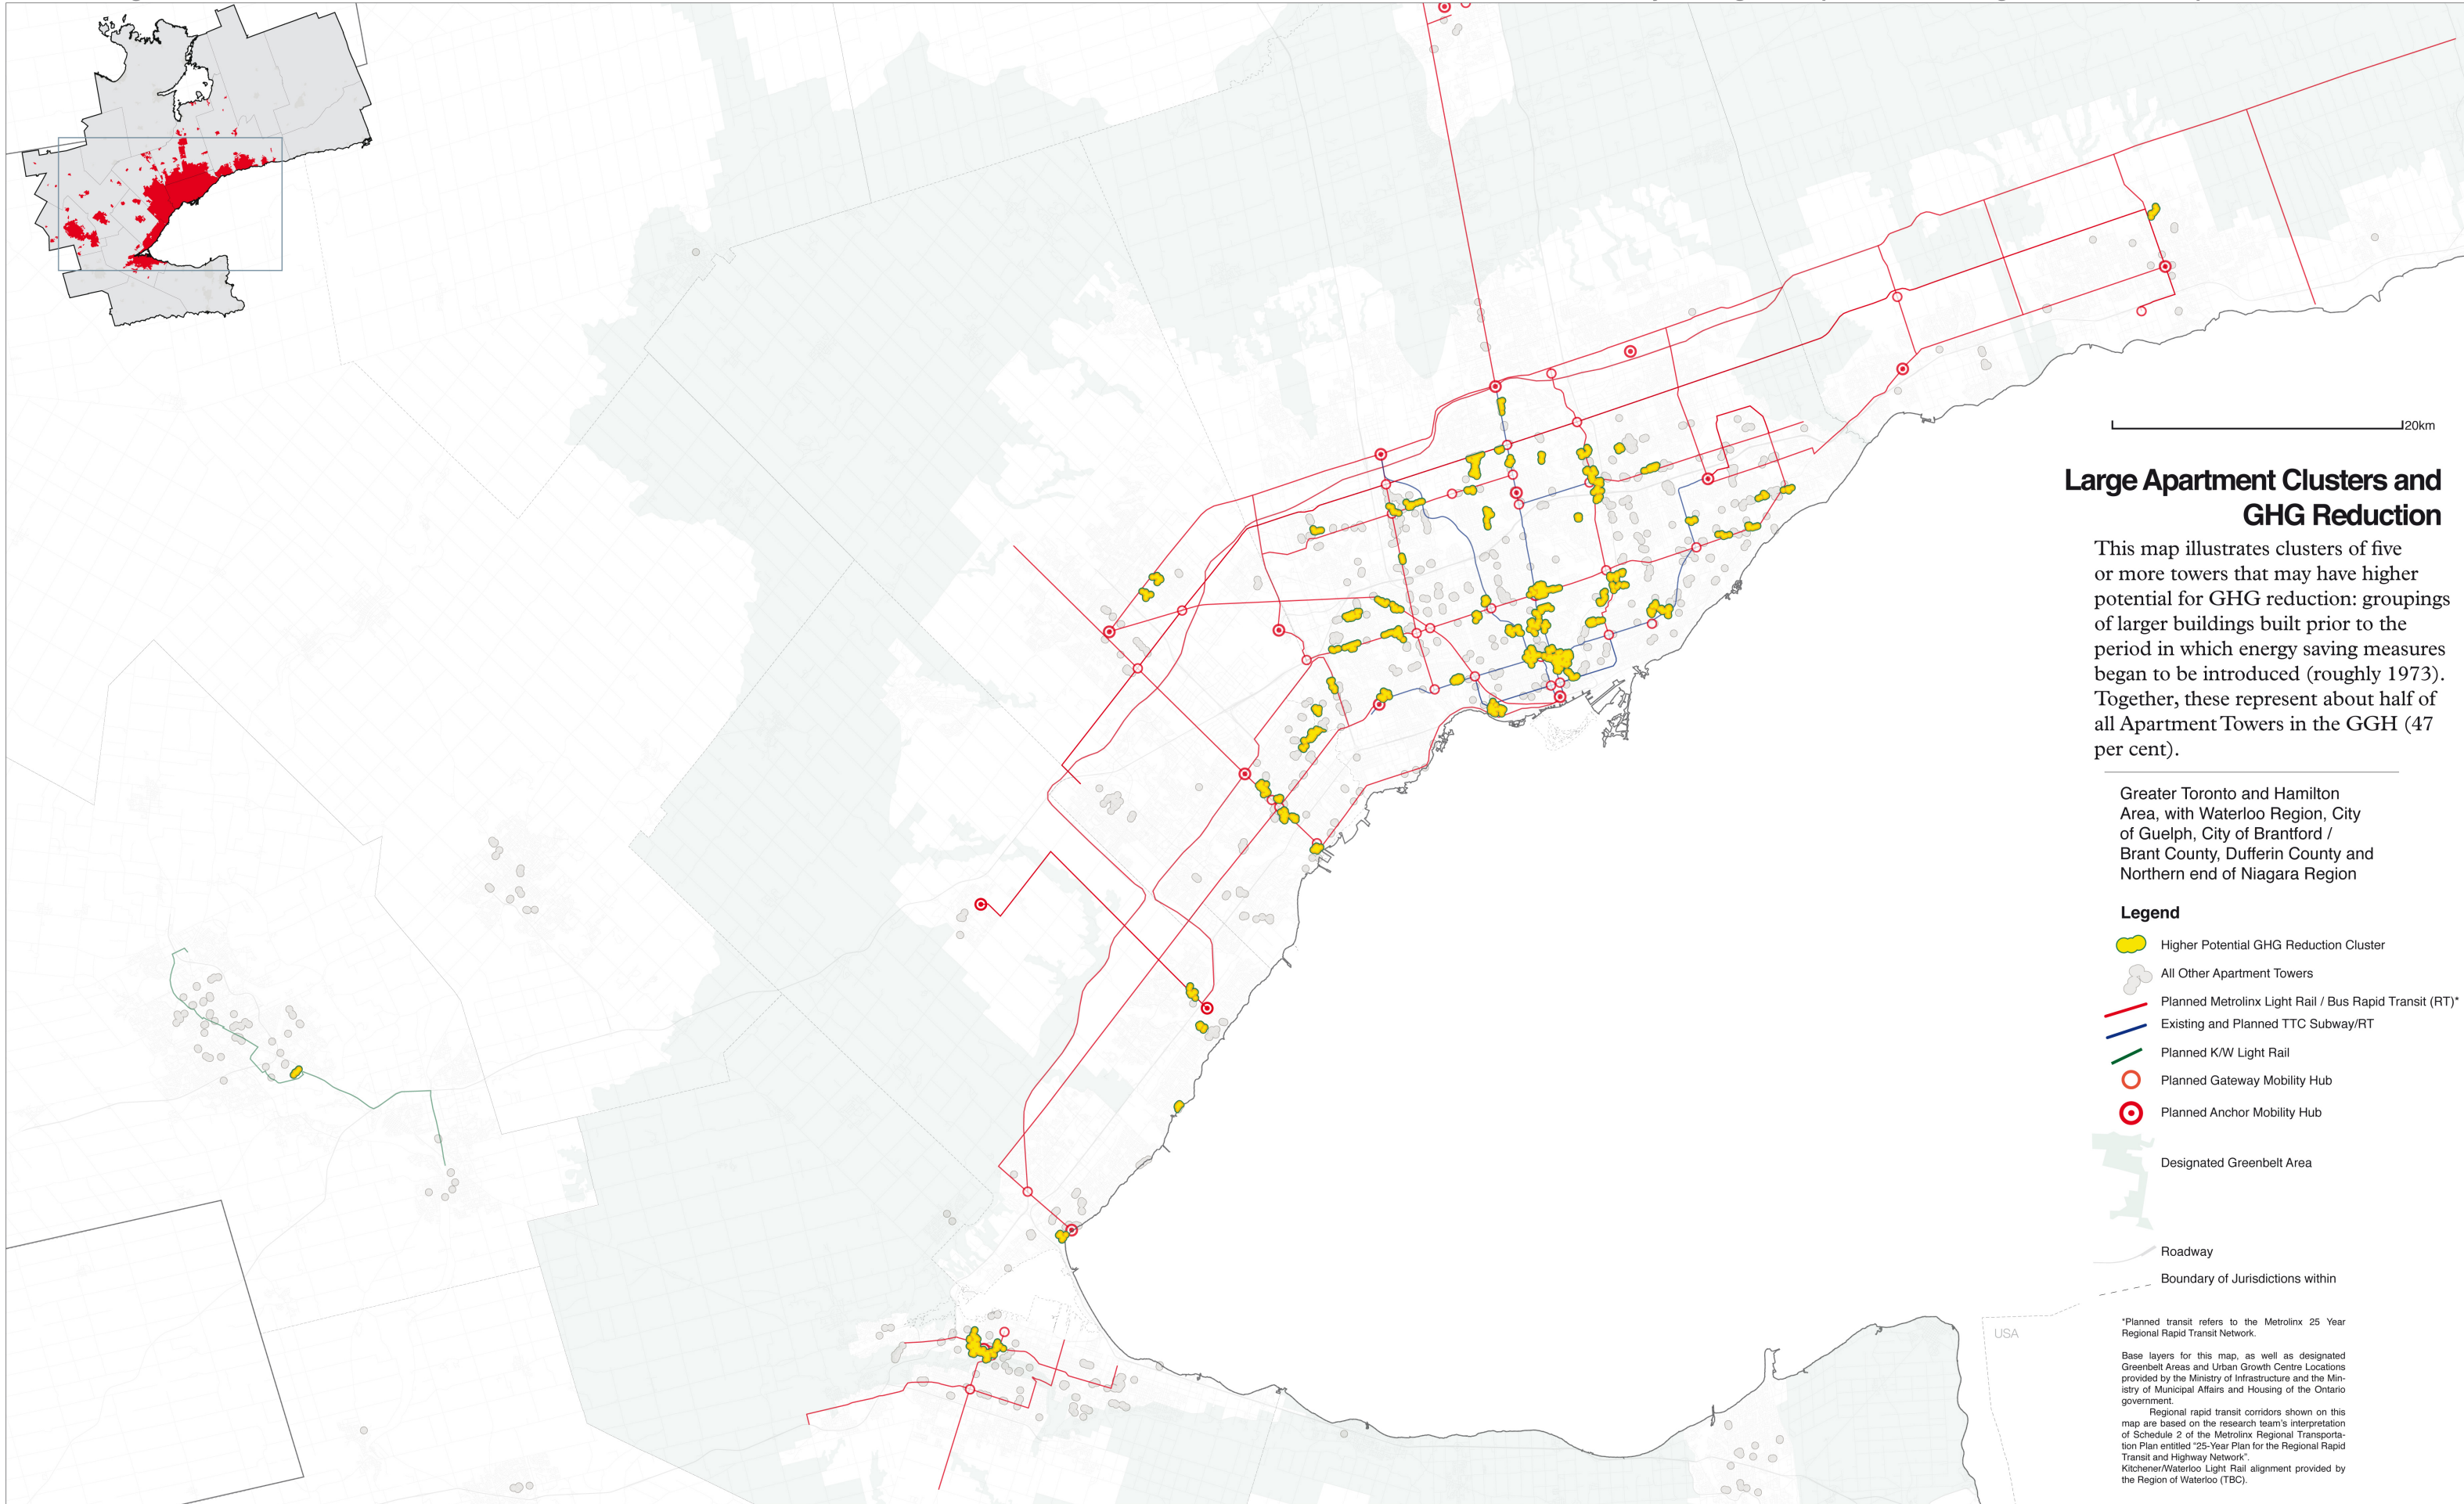 20km
Large Apartment Clusters and
GHG Reduction
This map illustrates clusters of five
or more towers that may have higher
potential for GHG reduction: groupings
of larger buildings built prior to the
period in which energy saving measures
began to be introduced (roughly 1973).
Together, these represent about half of
all Apartment Towers in the GGH (47
per cent).
Greater Toronto and Hamilton
Area, with Waterloo Region, City
of Guelph, City of Brantford /
Brant County, Dufferin County and
Northern end of Niagara Region
Legend
Higher Potential GHG Reduction Cluster
All Other Apartment Towers
Planned Metrolinx Light Rail / Bus Rapid Transit (RT)*
Existing and Planned TTC Subway/RT
Planned K/W Light Rail
Planned Gateway Mobility Hub
Planned Anchor Mobility Hub
Designated Greenbelt Area
Roadway
Boundary of Jurisdictions within
USA
*Planned transit refers to the Metrolinx 25 Year
Regional Rapid Transit Network.
Base layers for this map, as well as designated
Greenbelt Areas and Urban Growth Centre Locations
provided by the Ministry of Infrastructure and the Min-
istry of Municipal Affairs and Housing of the Ontario
government.
Regional rapid transit corridors shown on this
map are based on the research team's interpretation
of Schedule 2 of the Metrolinx Regional Transporta-
tion Plan entitled "25-Year Plan for the Regional Rapid
Transit and Highway Network".
Kitchener/Waterloo Light Rail alignment provided by
the Region of Waterloo (TBC).